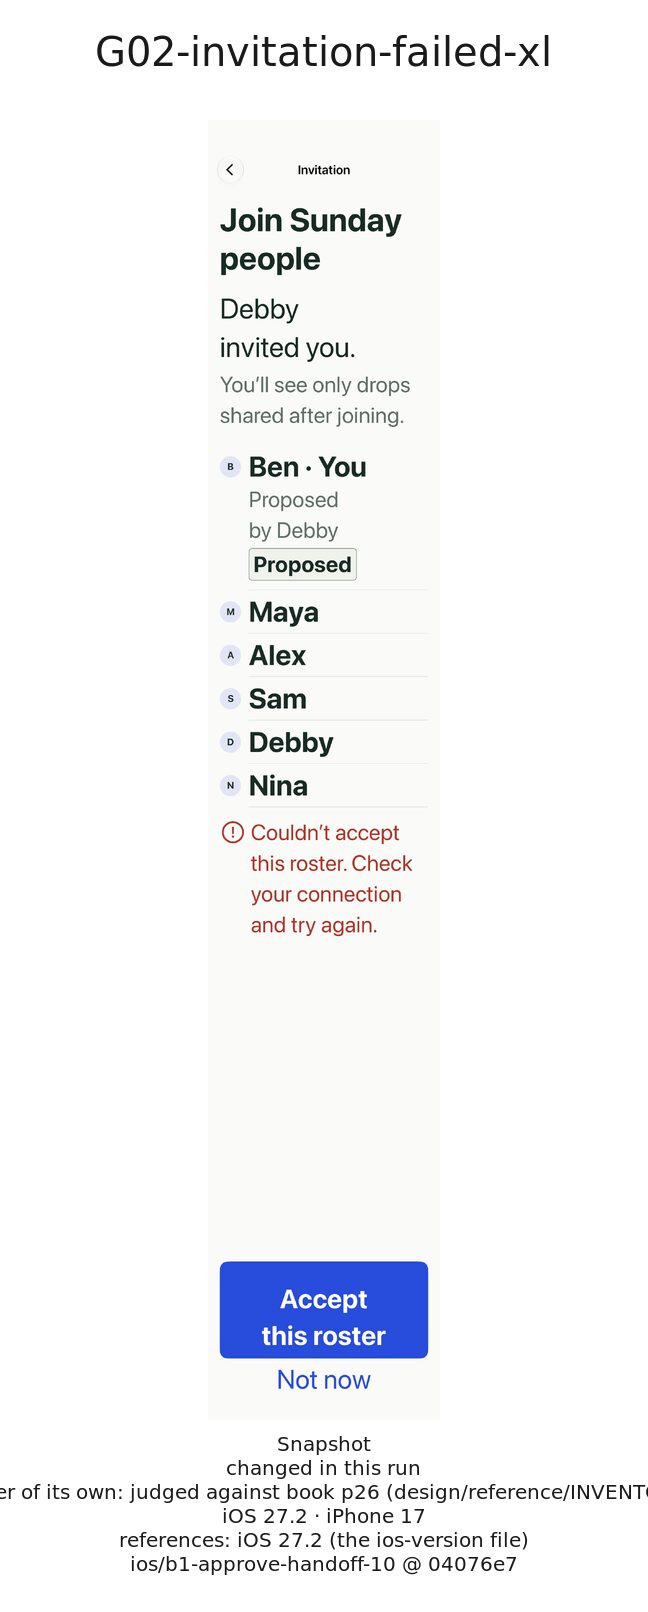 G02-invitation-failed-xl
Invitation
Join Sunday
people
Debby
invited you.
You’ll see only drops
shared after joining.
B Ben · You
Proposed
by Debby
Proposed
M Maya
A Alex
S Sam
D Debby
N Nina
Couldn’t accept
this roster. Check
your connection
and try again.
Accept
this roster
Not now
Snapshot
changed in this run
of its own: judged against book p26 (design/reference/
iOS 27.2 · iPhone 17
references: iOS 27.2 (the ios-version file)
ios/b1-approve-handoff-10 @ 04076e7